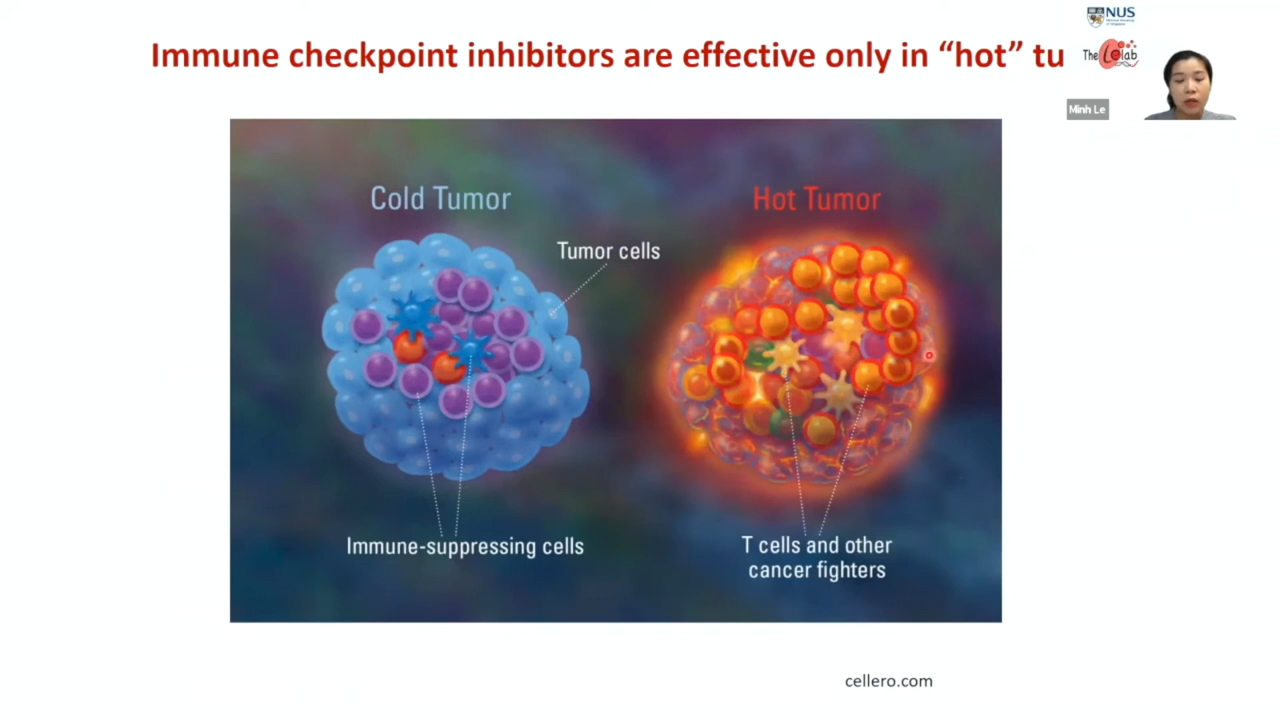 Immune checkpoint inhibitors are effective only in “hot” tu
NUS
The Le lab
Minh Le
Cold Tumor
Hot Tumor
Tumor cells
Immune-suppressing cells
T cells and other
cancer fighters
cellero.com